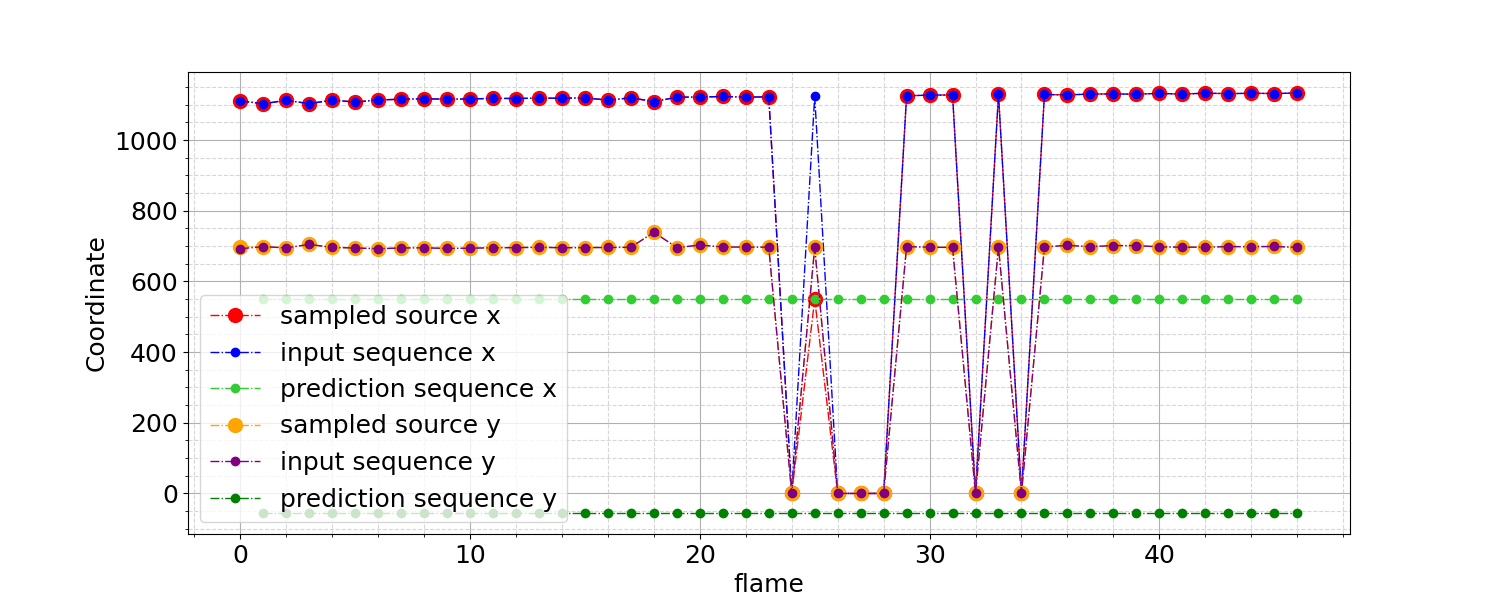 1000
800
600
400
200
0
Coordinate
sampled source x
input sequence x
prediction sequence x
sampled source y
input sequence y
prediction sequence y
0 10 20 30 40
flame